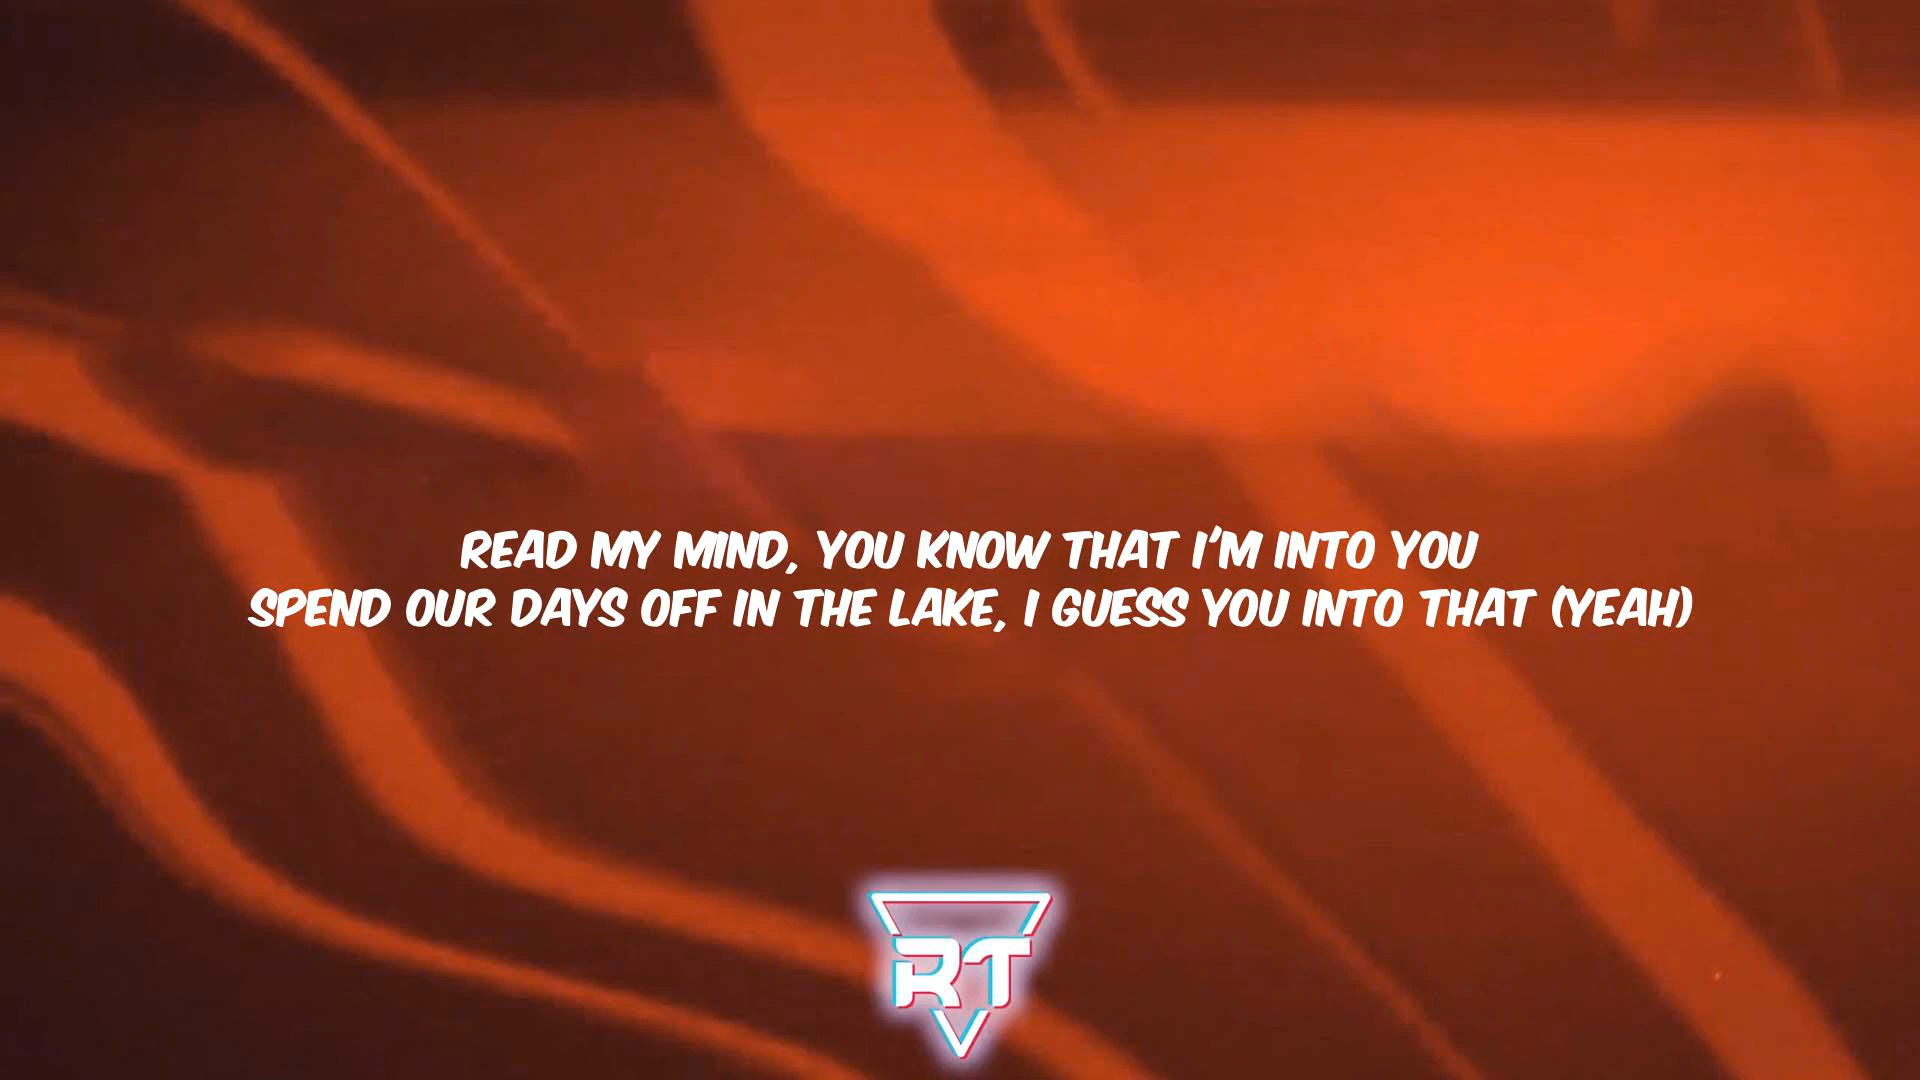 READ MY MIND, YOU KNOW THAT I'M INTO YOU
SPEND OUR DAYS OFF IN THE LAKE, I GUESS YOU INTO THAT (YEAH)
RT